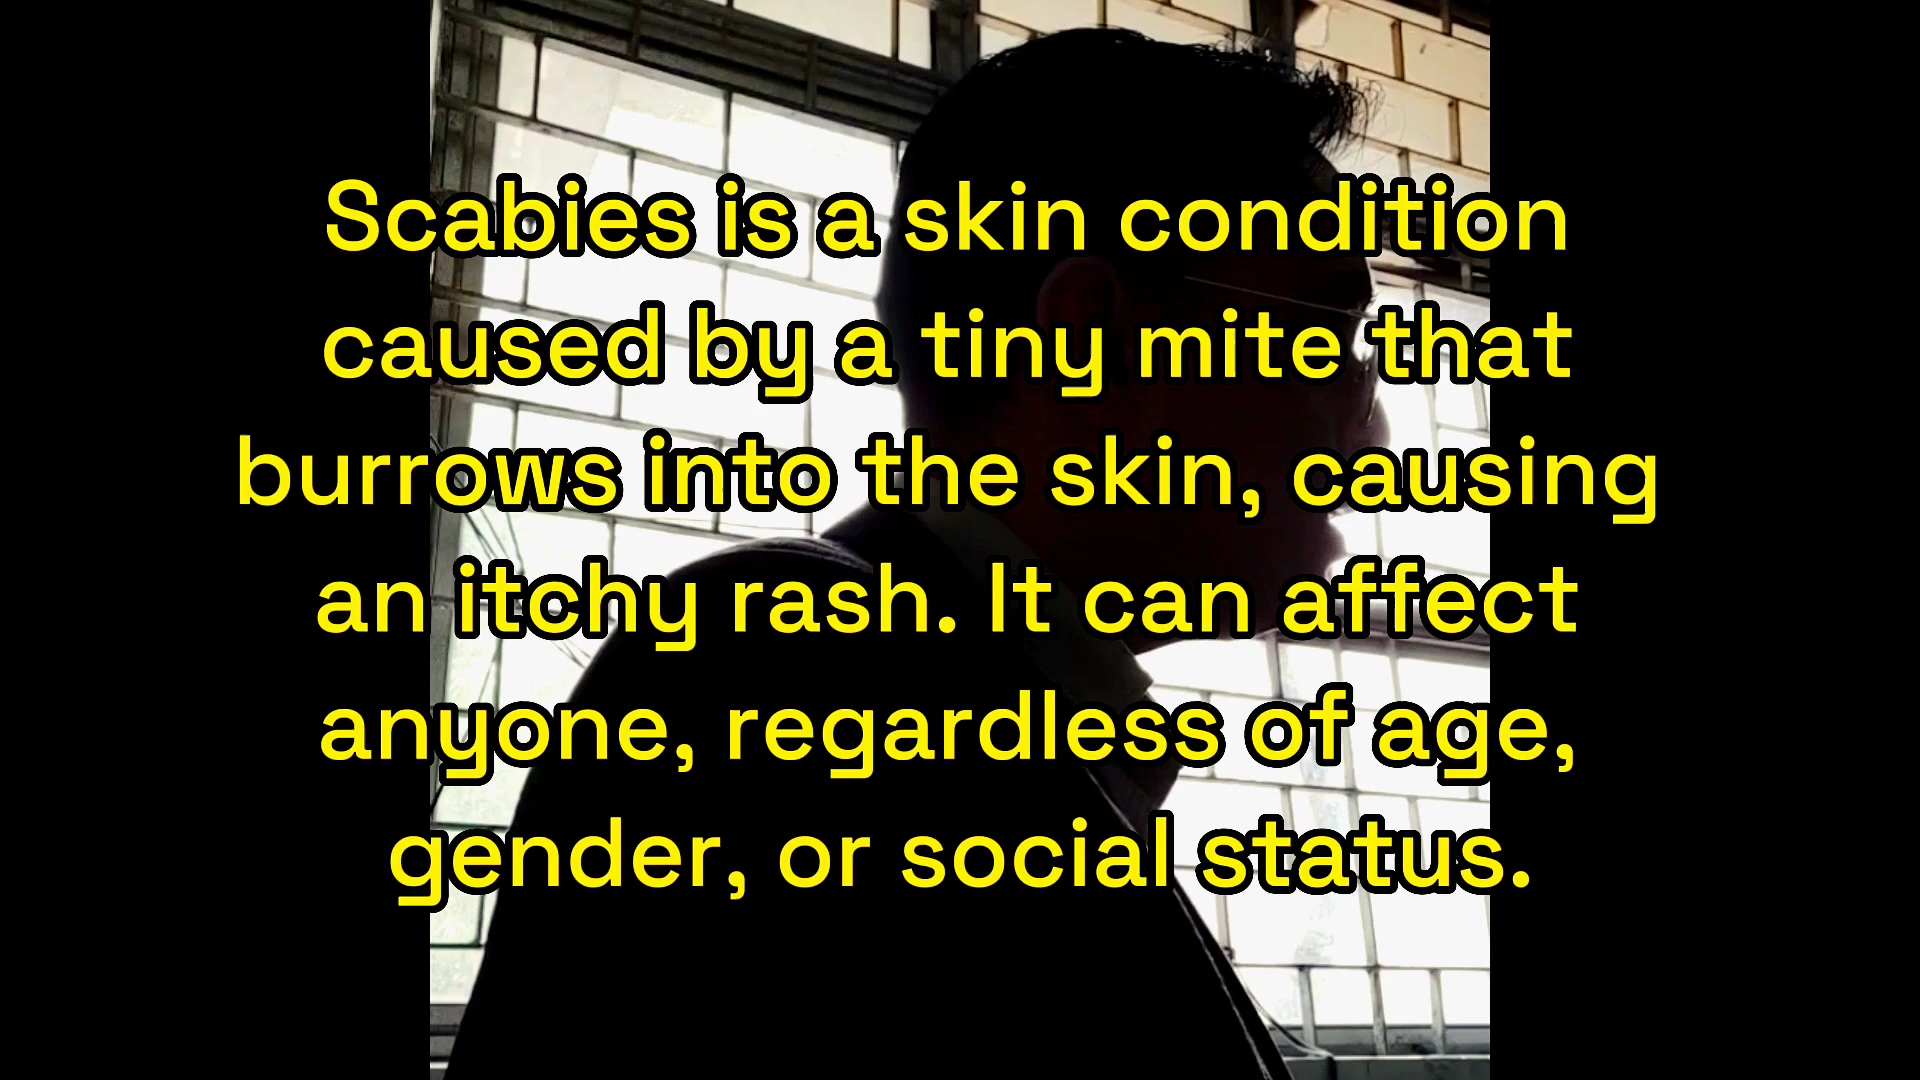 Scabies is a skin condition
caused by a tiny mite that
burrows into the skin, causing
an itchy rash. It can affect
anyone, regardless of age,
gender, or social status.